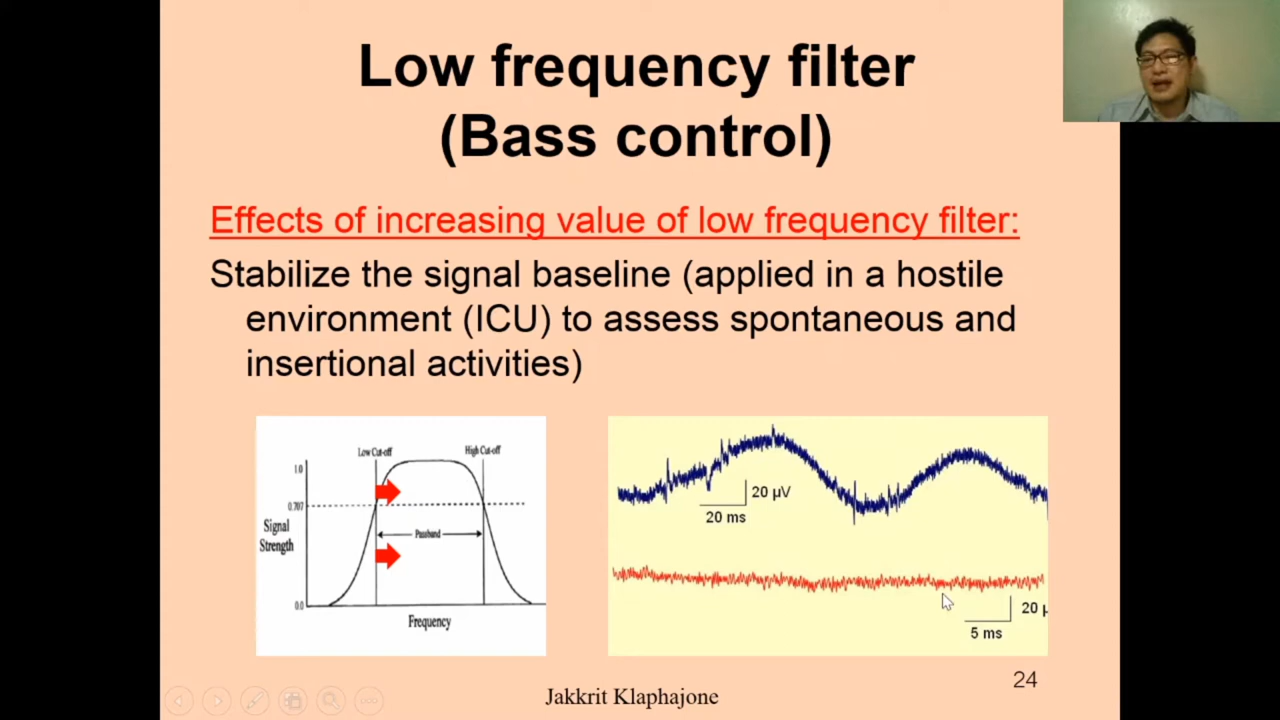 Low frequency filter
(Bass control)
Effects of increasing value of low frequency filter:
Stabilize the signal baseline (applied in a hostile
environment (ICU) to assess spontaneous and
insertional activities)
Low Cut-off
High Cut-off
1.0
0.707
Signal
Strength
Passband
0.0
Frequency
20 µV
20 ms
20 µ
5 ms
Jakkrit Klaphajone
24